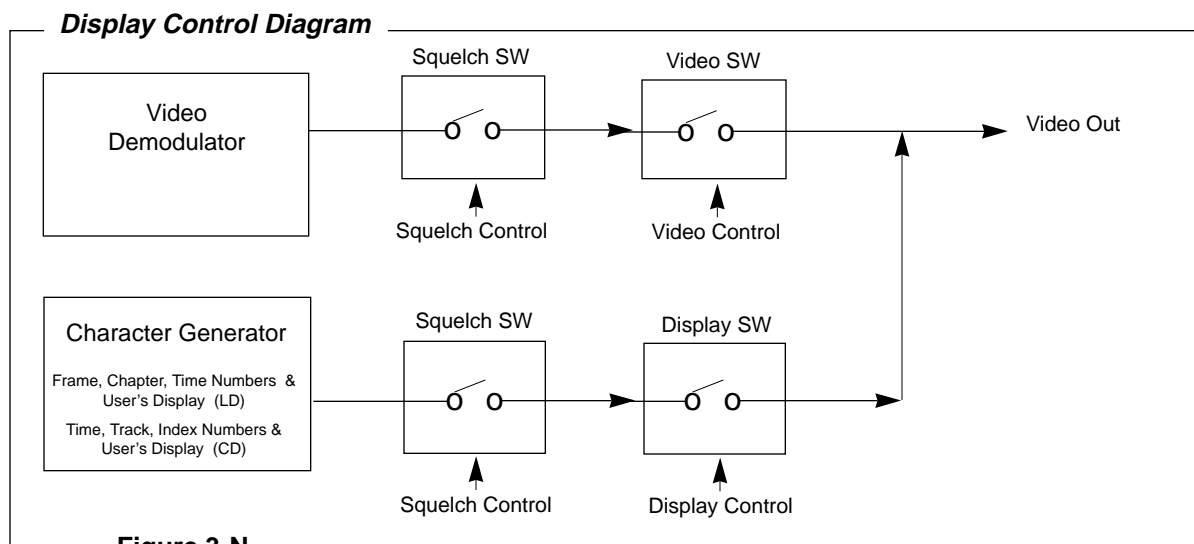 Display Control Diagram
Squelch SW
Video SW
Video
Demodulator
Video Out
Squelch Control
Video Control
Squelch SW
Display SW
Character Generator
Frame, Chapter, Time Numbers &
User's Display (LD)
Time, Track, Index Numbers &
User's Display (CD)
Squelch Control
Display Control